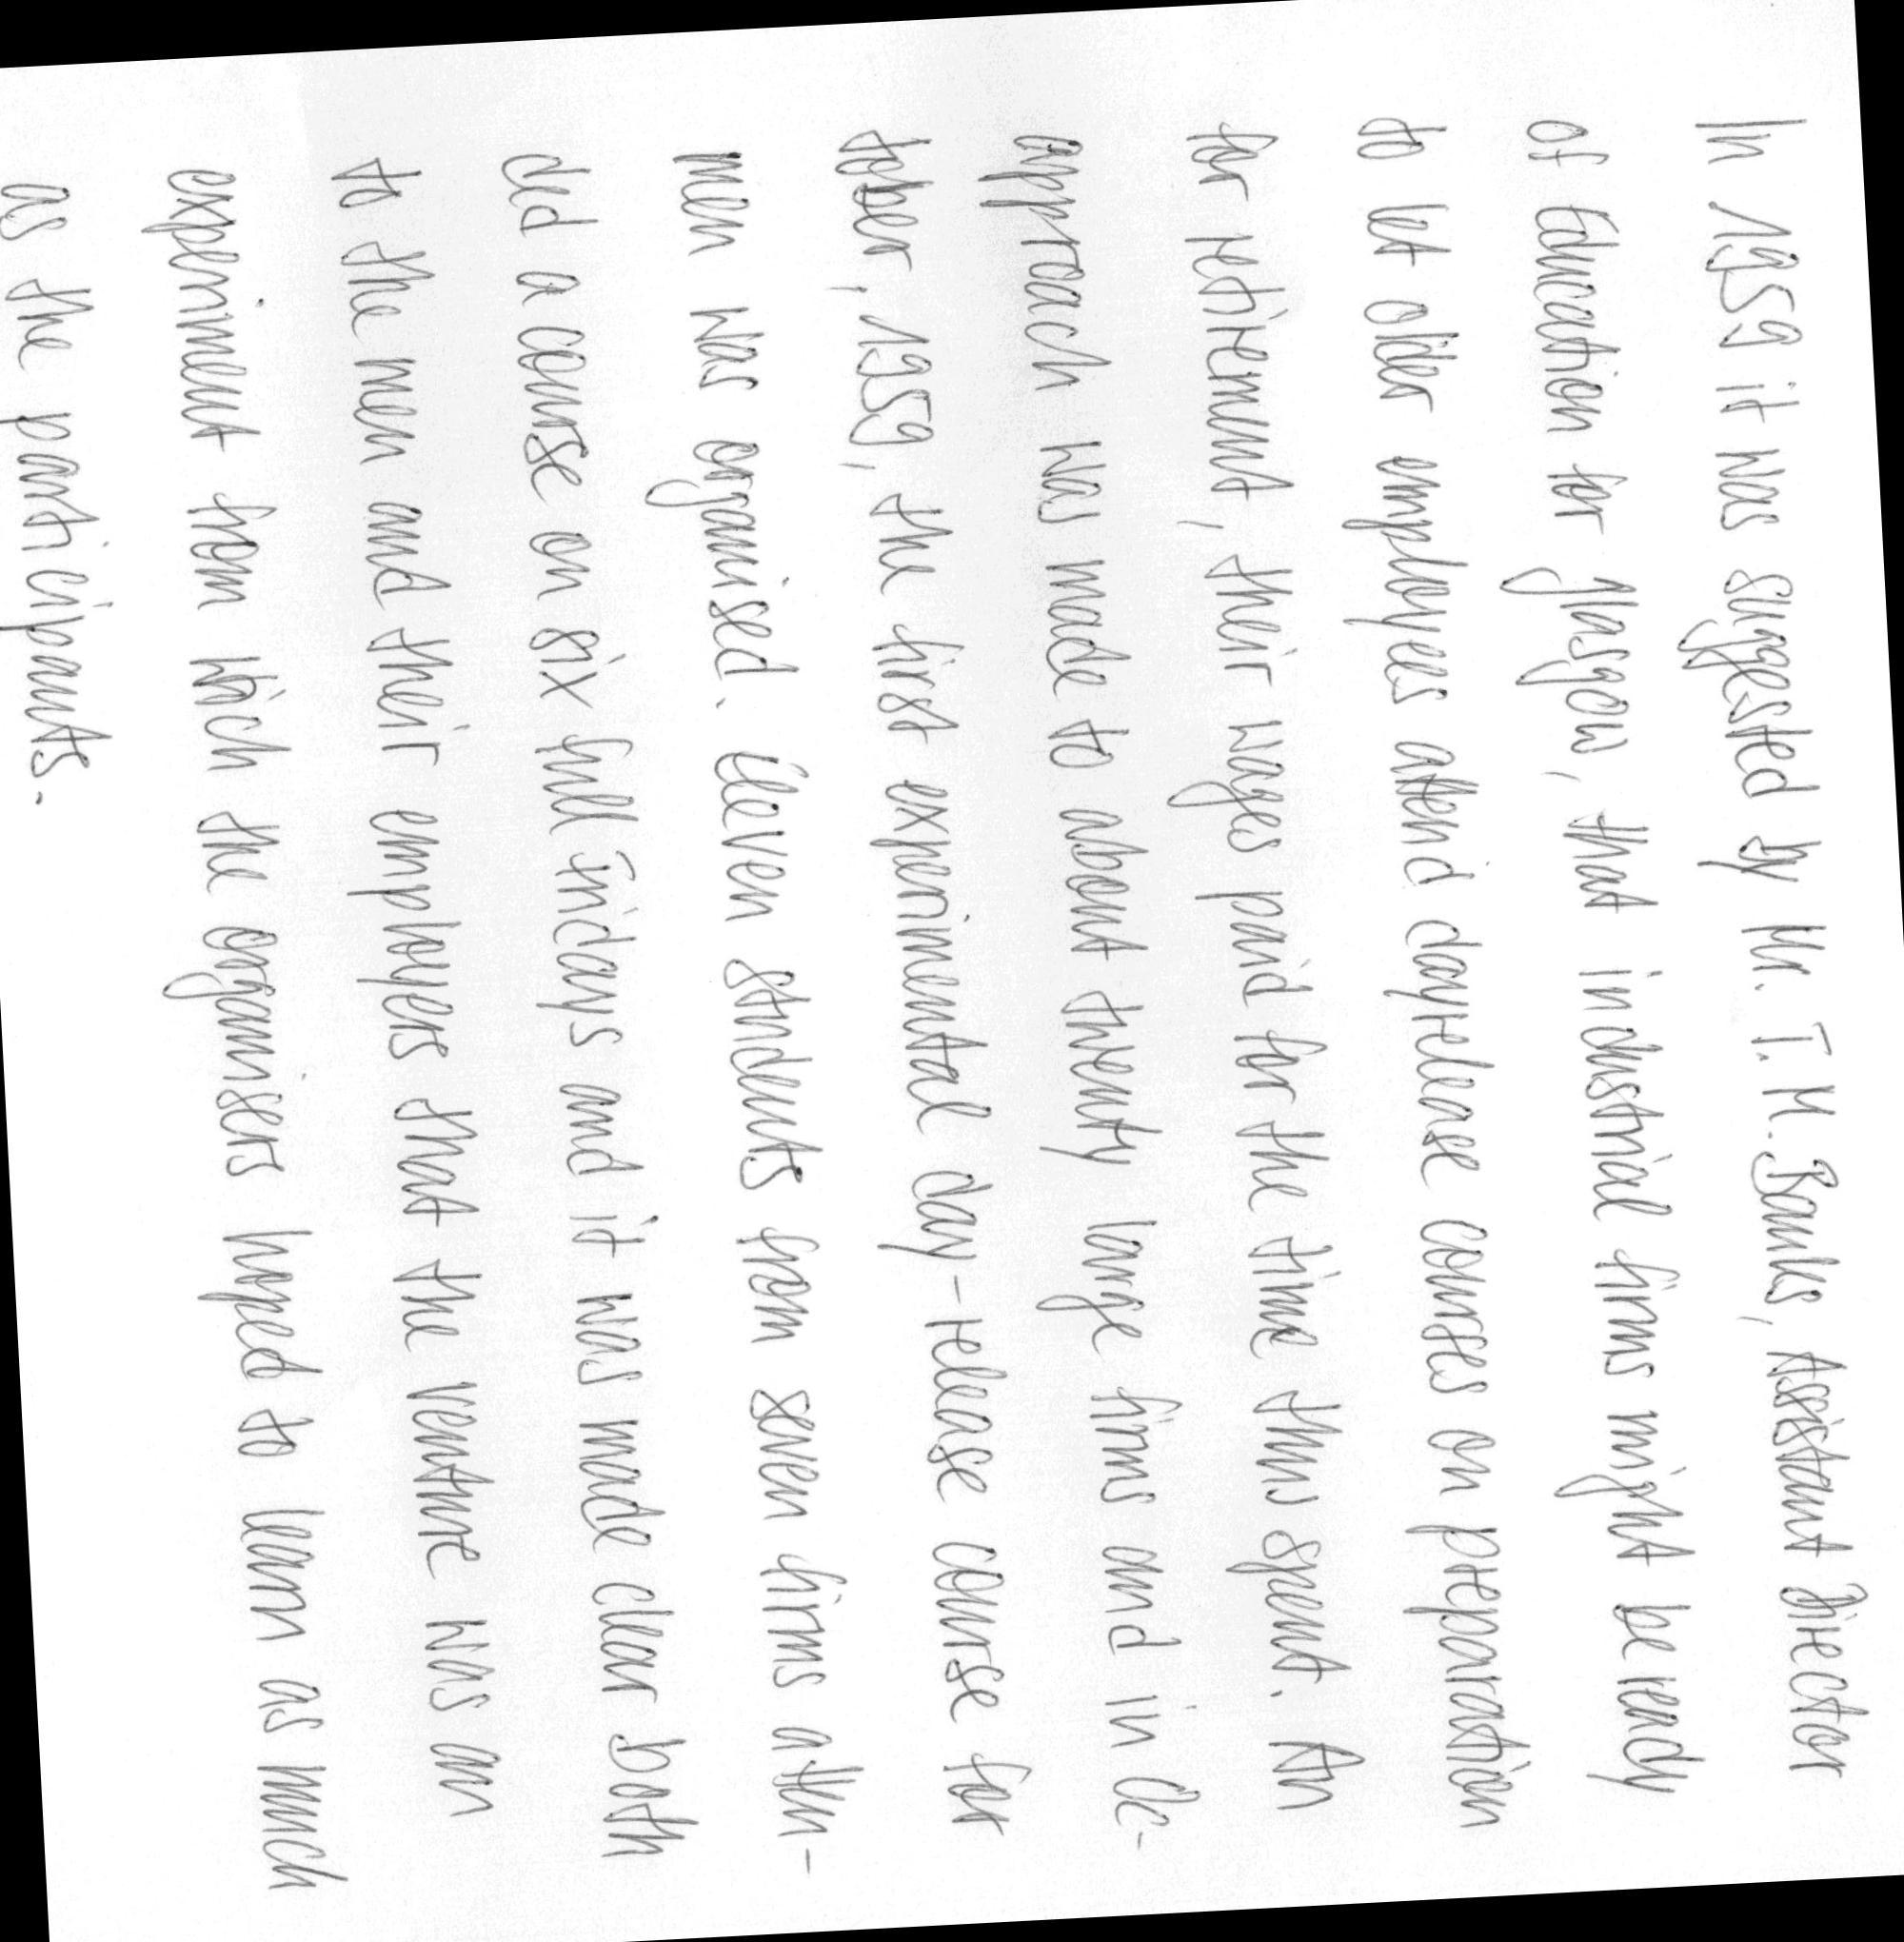 In 1959 it was suggested by Mr. T. M. Banks, Assistant Director
of Education for Glasgow, that industrial firms might be ready
to let older employees attend dayrelease courses on preparation
for retirement, their wages paid for the time thus spent. An
approach was made to about twenty large firms and in Oc-
tober, 1959, the first experimental day-release course for
men was organised. Eleven students from seven firms atten-
ded a course on six full Fridays and it was made clear both
to the men and their employers that the venture was an
experiment from which the organisers hoped to learn as much
as the participants.